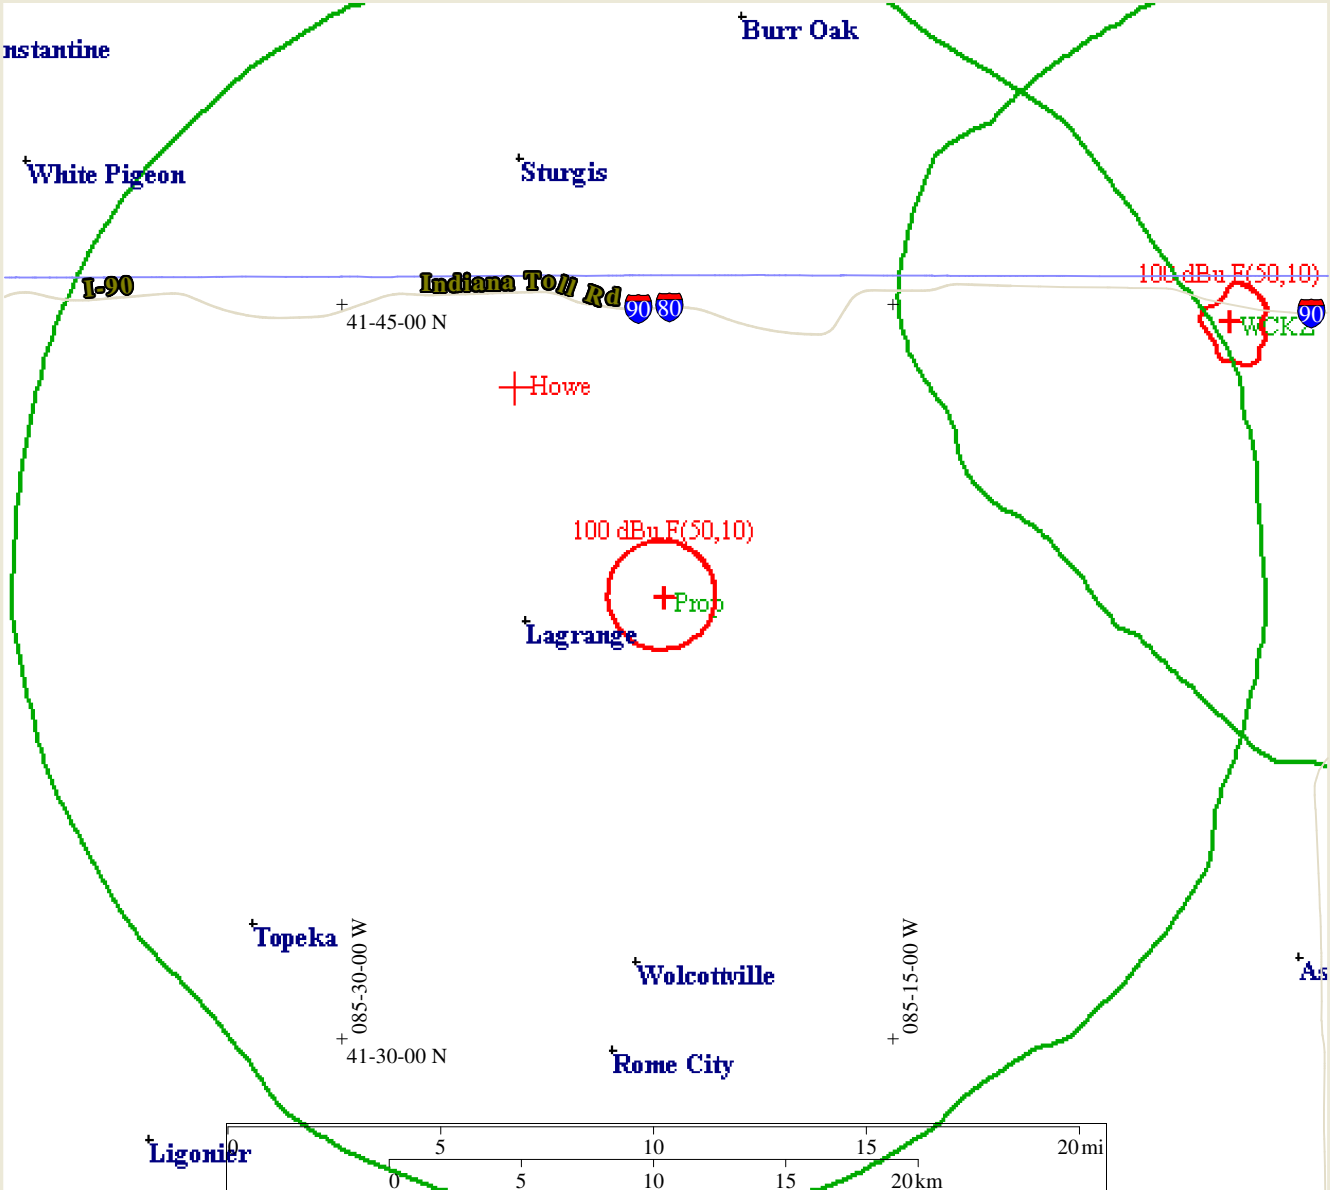 Burr Oak
nstantine
White Pigeon
Sturgis
100 dBu F(50,10)
I-90
Indiana Toll Rd
90
80
90
WCKZ
41-45-00 N
Howe
100 dBu F(50,10)
Prop
Lagrange
Topeka
085-30-00 W
085-15-00 W
Wolcottville
As
41-30-00 N
Rome City
Ligonier
0 5 10 15 20 mi
0 5 10 15 20 km